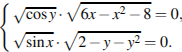 √cos y · √6x − x² − 8 = 0,
√sin x · √2 − y − y² = 0.